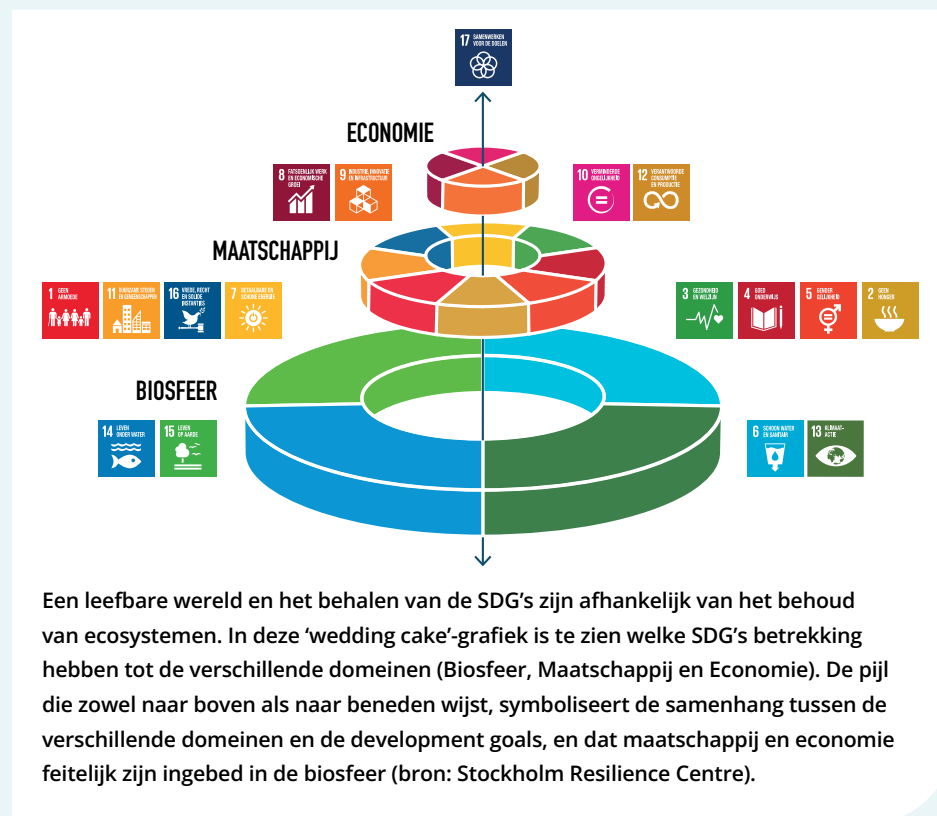 17 SAMENWERKEN
VOOR DE DOELEN
ECONOMIE
8 FATSOENLIJK WERK
EN ECONOMISCHE
GROEI
9 INDUSTRIE, INNOVATIE
EN INFRASTRUCTUUR
10 VERMINDERDE
ONGELIJKHEID
12 VERANTWOORDE
CONSUMPTIE
EN PRODUCTIE
MAATSCHAPPIJ
1 GEEN
ARMOEDE
11 DUURZAME STEDEN
EN GEMEENSCHAPPEN
16 VREDE, RECHT
EN SOLIDE
INSTANTIES
7 BETAALBARE EN
SCHONE ENERGIE
3 GEZONDHEID
EN WELZIJN
4 GOED
ONDERWIJS
5 GENDER
GELIJKHEID
2 GEEN
HONGER
BIOSFEER
14 LEVEN
ONDER WATER
15 LEVEN
OP AARDE
6 SCHOON WATER
EN SANITAIR
13 KLIMAAT-
ACTIE
Een leefbare wereld en het behalen van de SDG’s zijn afhankelijk van het behoud
van ecosystemen. In deze ‘wedding cake’-grafiek is te zien welke SDG’s betrekking
hebben tot de verschillende domeinen (Biosfeer, Maatschappij en Economie). De pijl
die zowel naar boven als naar beneden wijst, symboliseert de samenhang tussen de
verschillende domeinen en de development goals, en dat maatschappij en economie
feitelijk zijn ingebed in de biosfeer (bron: Stockholm Resilience Centre).